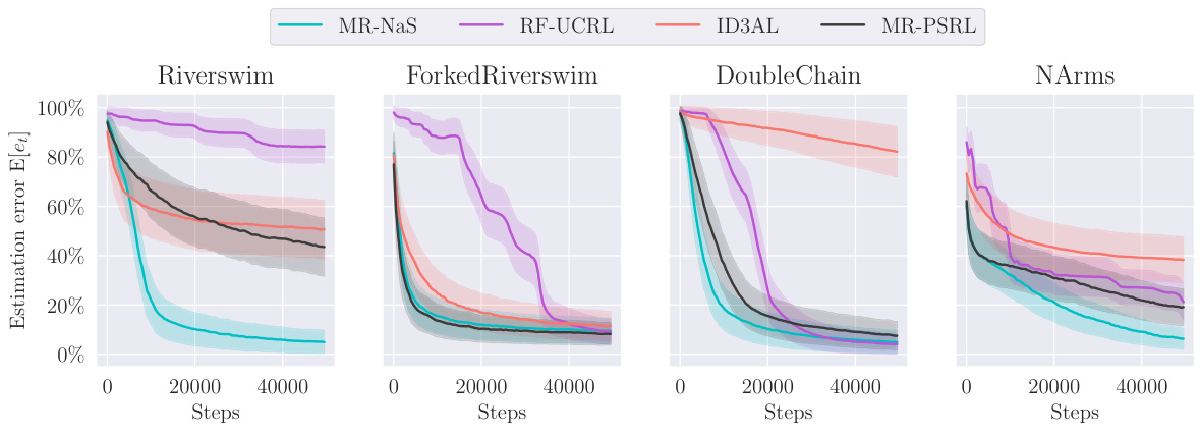 MR-NaS RF-UCRL ID3AL MR-PSRL
Riverswim ForkedRiverswim DoubleChain NArms
Estimation error E[e_t]
100%
80%
60%
40%
20%
0%
0 20000 40000 0 20000 40000 0 20000 40000 0 20000 40000
Steps Steps Steps Steps